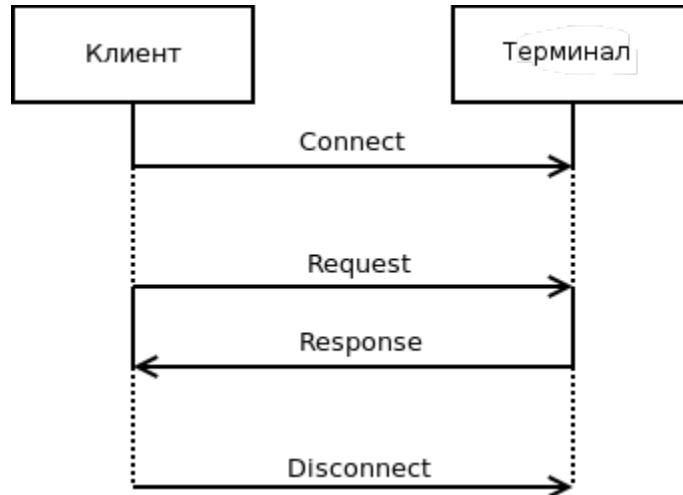 Клиент
Терминал
Connect
Request
Response
Disconnect